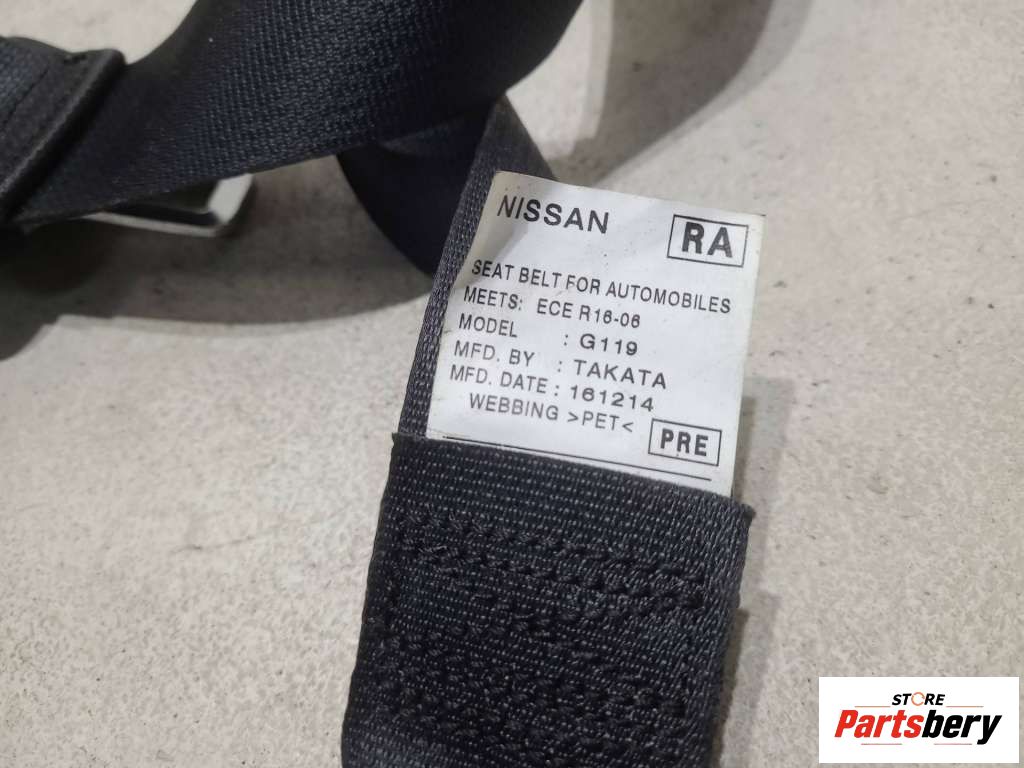 NISSAN
RA
SEAT BELT FOR AUTOMOBILES
MEETS: ECE R16-06
MODEL : G119
MFD. BY : TAKATA
MFD. DATE : 161214
WEBBING >PET<
PRE
STORE
Partsbery